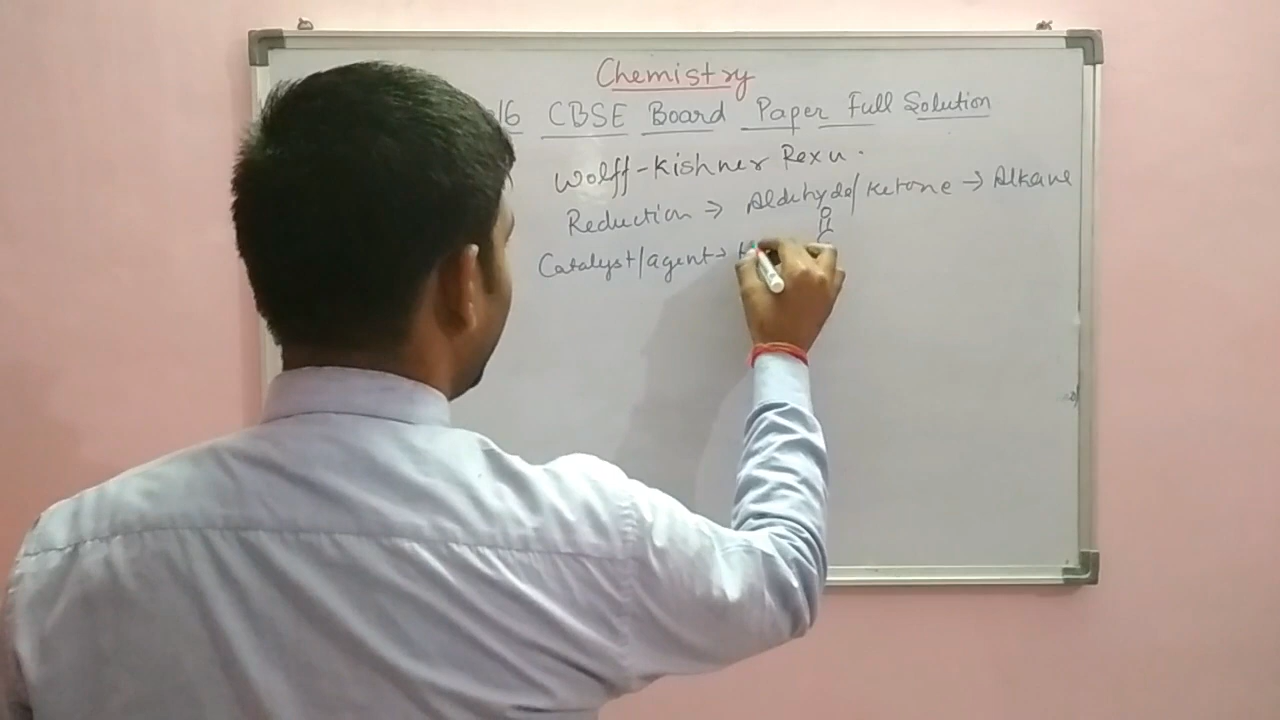 Chemistry
16 CBSE Board Paper Full Solution
Wolff-Kishner Rexn.
Reduction → Aldehyde/Ketone → Alkane
O
C
Catalyst/agent →